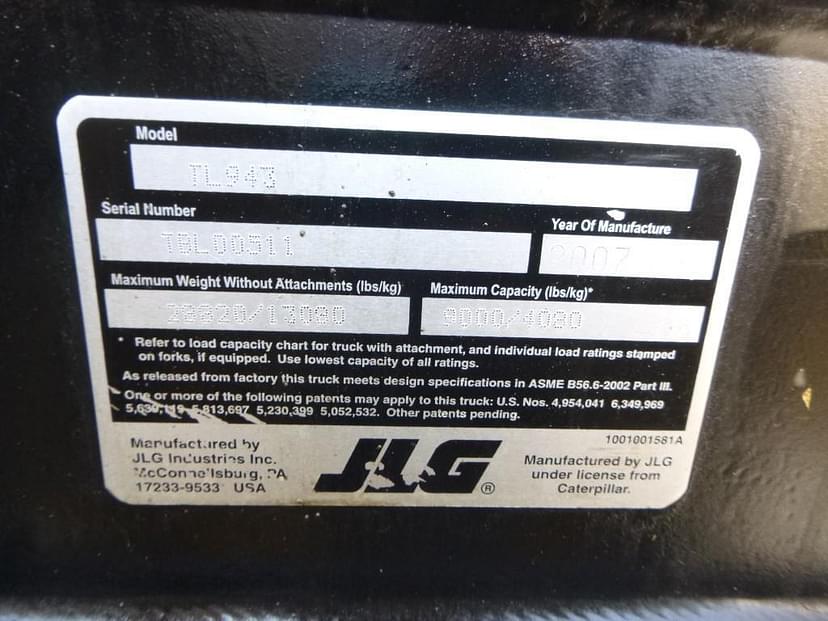 Model
TL943
Serial Number
TBL00311
Year Of Manufacture
2007
Maximum Weight Without Attachments (lbs/kg)
Maximum Capacity (lbs/kg)*
28820/13080
9000/4080
* Refer to load capacity chart for truck with attachment, and individual load ratings stamped
on forks, if equipped. Use lowest capacity of all ratings.
As released from factory this truck meets design specifications in ASME B56.6-2002 Part III.
One or more of the following patents may apply to this truck: U.S. Nos. 4,954,041 6,349,969
5,630,119 5,813,697 5,230,399 5,052,532. Other patents pending.
Manufactured by
JLG Industries Inc.
McConnellsburg, PA
17233-9533 USA
JLG®
1001001581A
Manufactured by JLG
under license from
Caterpillar.